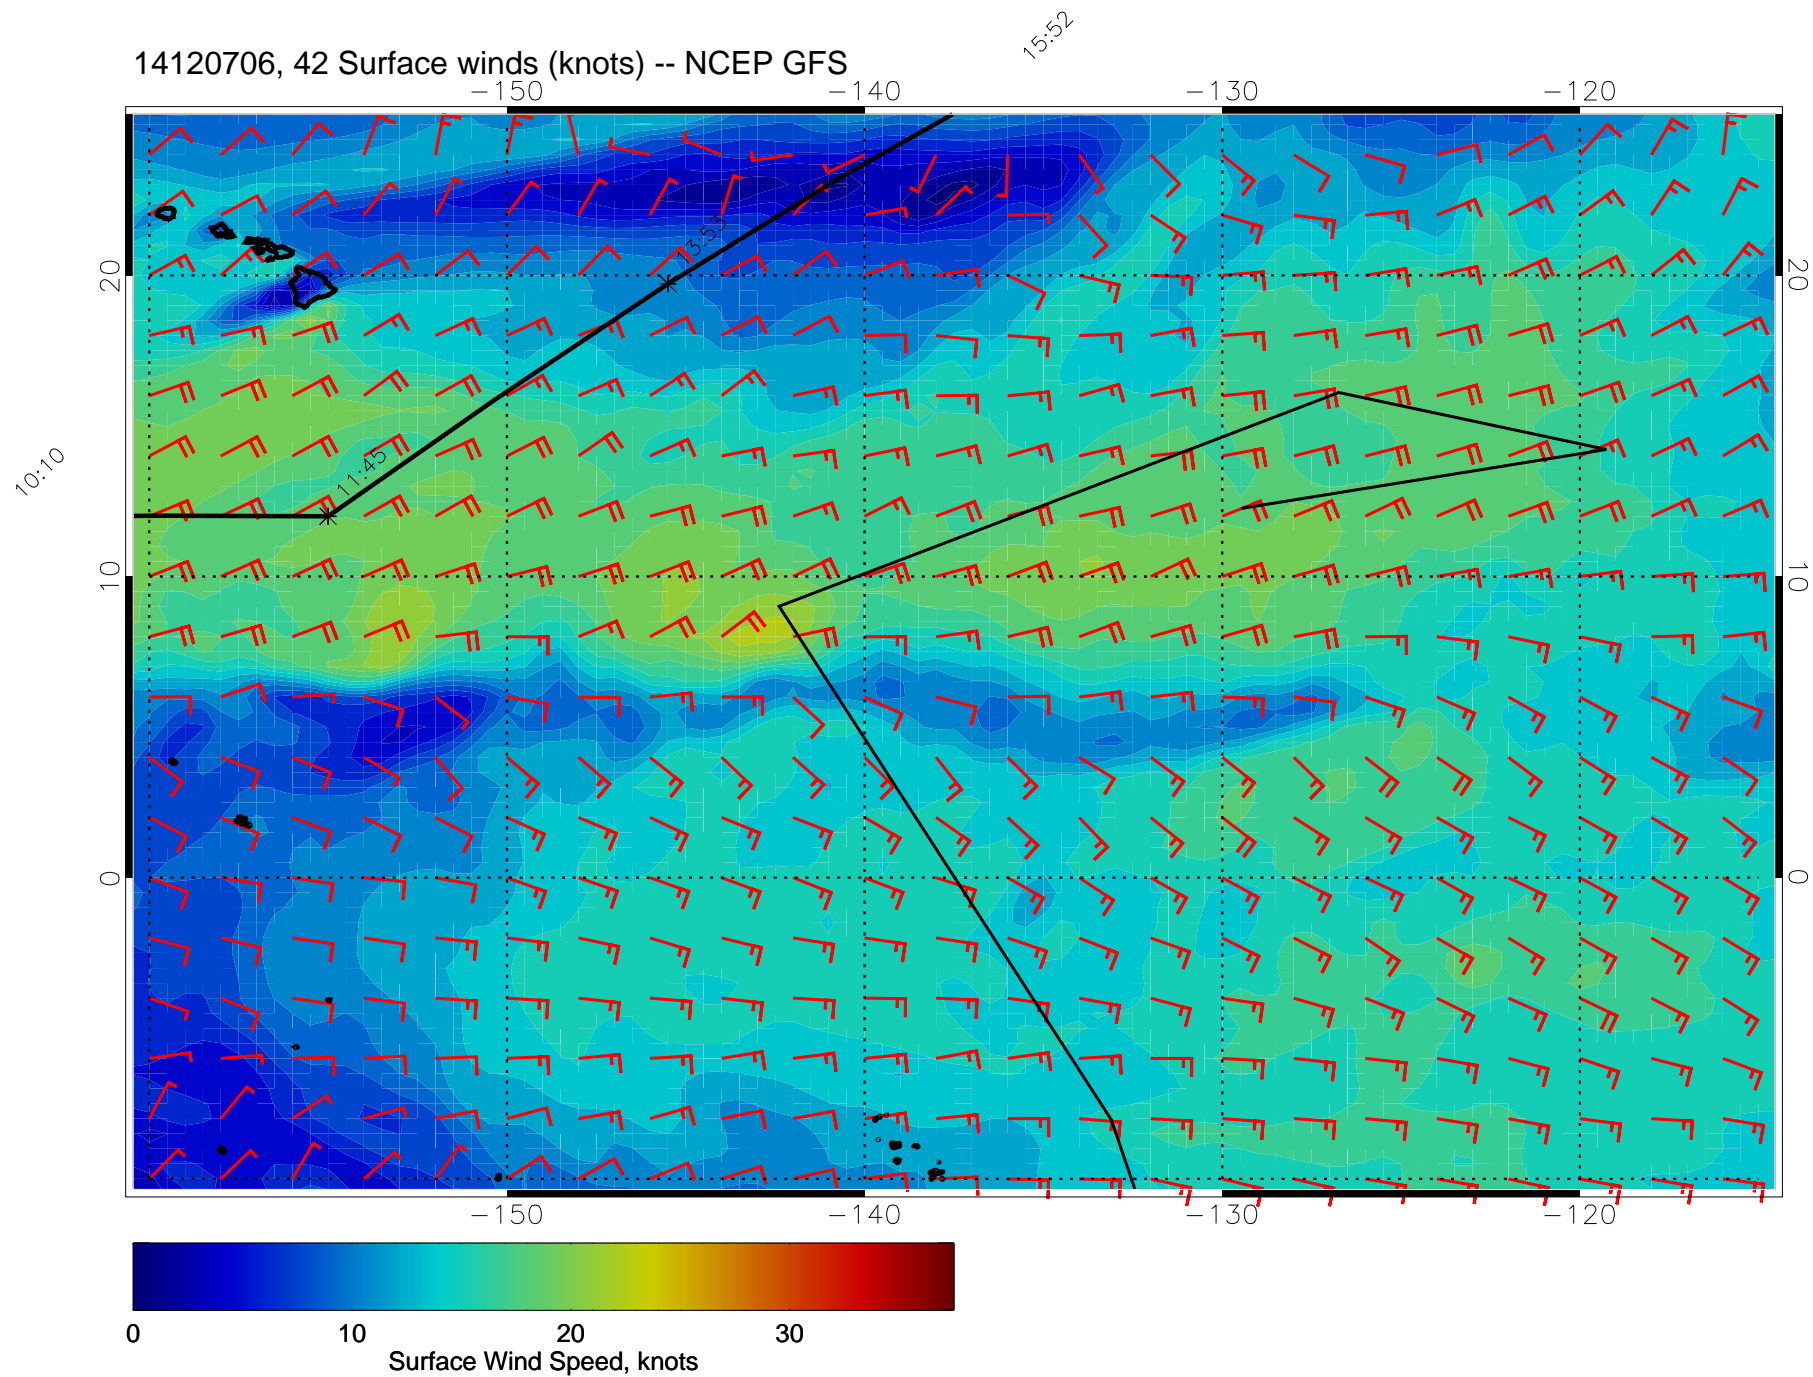 15:52
14120706, 42 Surface winds (knots) -- NCEP GFS
-150 -140 -130 -120
13:53
20 20
11:45
10:10
10 10
0 0
-150 -140 -130 -120
0 10 20 30
Surface Wind Speed, knots